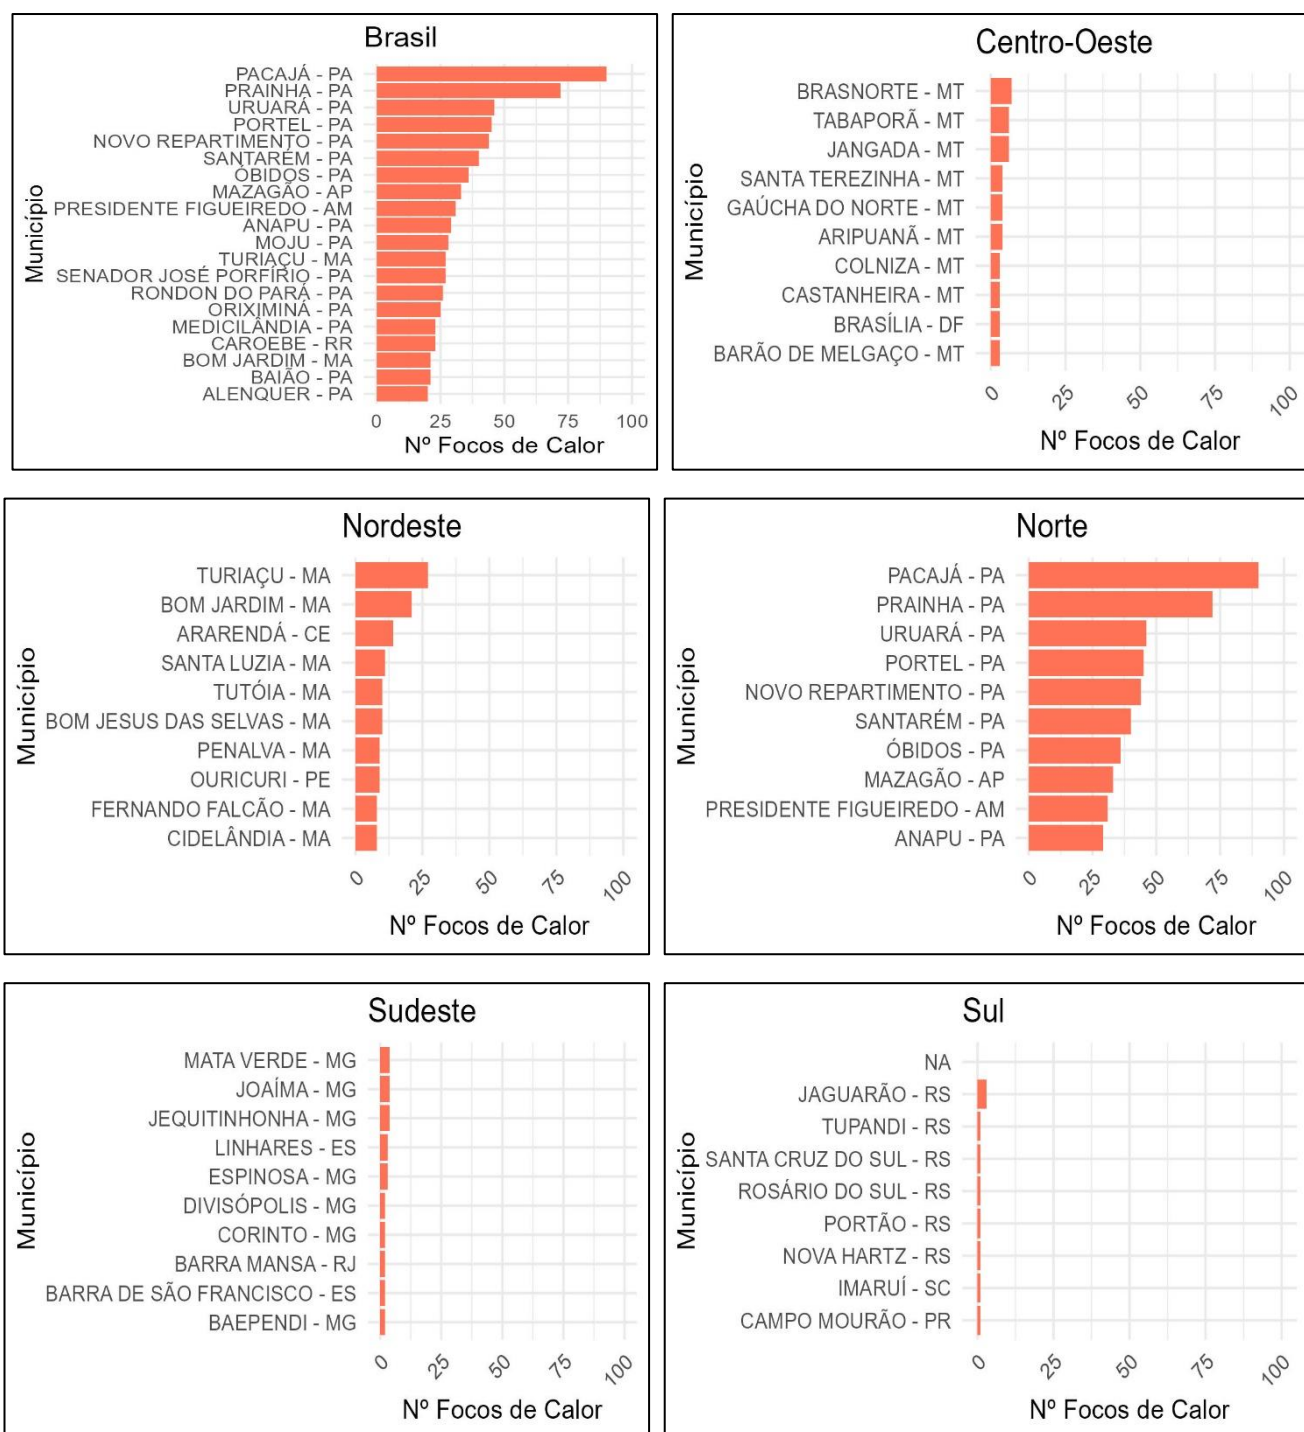 Brasil
Município
PACAJÁ - PA
PRAINHA - PA
URUARÁ - PA
PORTEL - PA
NOVO REPARTIMENTO - PA
SANTARÉM - PA
ÓBIDOS - PA
MAZAGÃO - AP
PRESIDENTE FIGUEIREDO - AM
ANAPU - PA
MOJU - PA
TURIAÇU - MA
SENADOR JOSÉ PORFÍRIO - PA
RONDON DO PARÁ - PA
ORIXIMINÁ - PA
MEDICILÂNDIA - PA
CAROEBE - RR
BOM JARDIM - MA
BAIÃO - PA
ALENQUER - PA
0 25 50 75 100
Nº Focos de Calor
Centro-Oeste
Município
BRASNORTE - MT
TABAPORÃ - MT
JANGADA - MT
SANTA TEREZINHA - MT
GAÚCHA DO NORTE - MT
ARIPUANÃ - MT
COLNIZA - MT
CASTANHEIRA - MT
BRASÍLIA - DF
BARÃO DE MELGAÇO - MT
0 25 50 75 100
Nº Focos de Calor
Nordeste
Município
TURIAÇU - MA
BOM JARDIM - MA
ARARENDÁ - CE
SANTA LUZIA - MA
TUTÓIA - MA
BOM JESUS DAS SELVAS - MA
PENALVA - MA
OURICURI - PE
FERNANDO FALCÃO - MA
CIDELÂNDIA - MA
0 25 50 75 100
Nº Focos de Calor
Norte
Município
PACAJÁ - PA
PRAINHA - PA
URUARÁ - PA
PORTEL - PA
NOVO REPARTIMENTO - PA
SANTARÉM - PA
ÓBIDOS - PA
MAZAGÃO - AP
PRESIDENTE FIGUEIREDO - AM
ANAPU - PA
0 25 50 75 100
Nº Focos de Calor
Sudeste
Município
MATA VERDE - MG
JOAÍMA - MG
JEQUITINHONHA - MG
LINHARES - ES
ESPINOSA - MG
DIVISÓPOLIS - MG
CORINTO - MG
BARRA MANSA - RJ
BARRA DE SÃO FRANCISCO - ES
BAEPENDI - MG
0 25 50 75 100
Nº Focos de Calor
Sul
Município
NA
JAGUARÃO - RS
TUPANDI - RS
SANTA CRUZ DO SUL - RS
ROSÁRIO DO SUL - RS
PORTÃO - RS
NOVA HARTZ - RS
IMARUÍ - SC
CAMPO MOURÃO - PR
0 25 50 75 100
Nº Focos de Calor